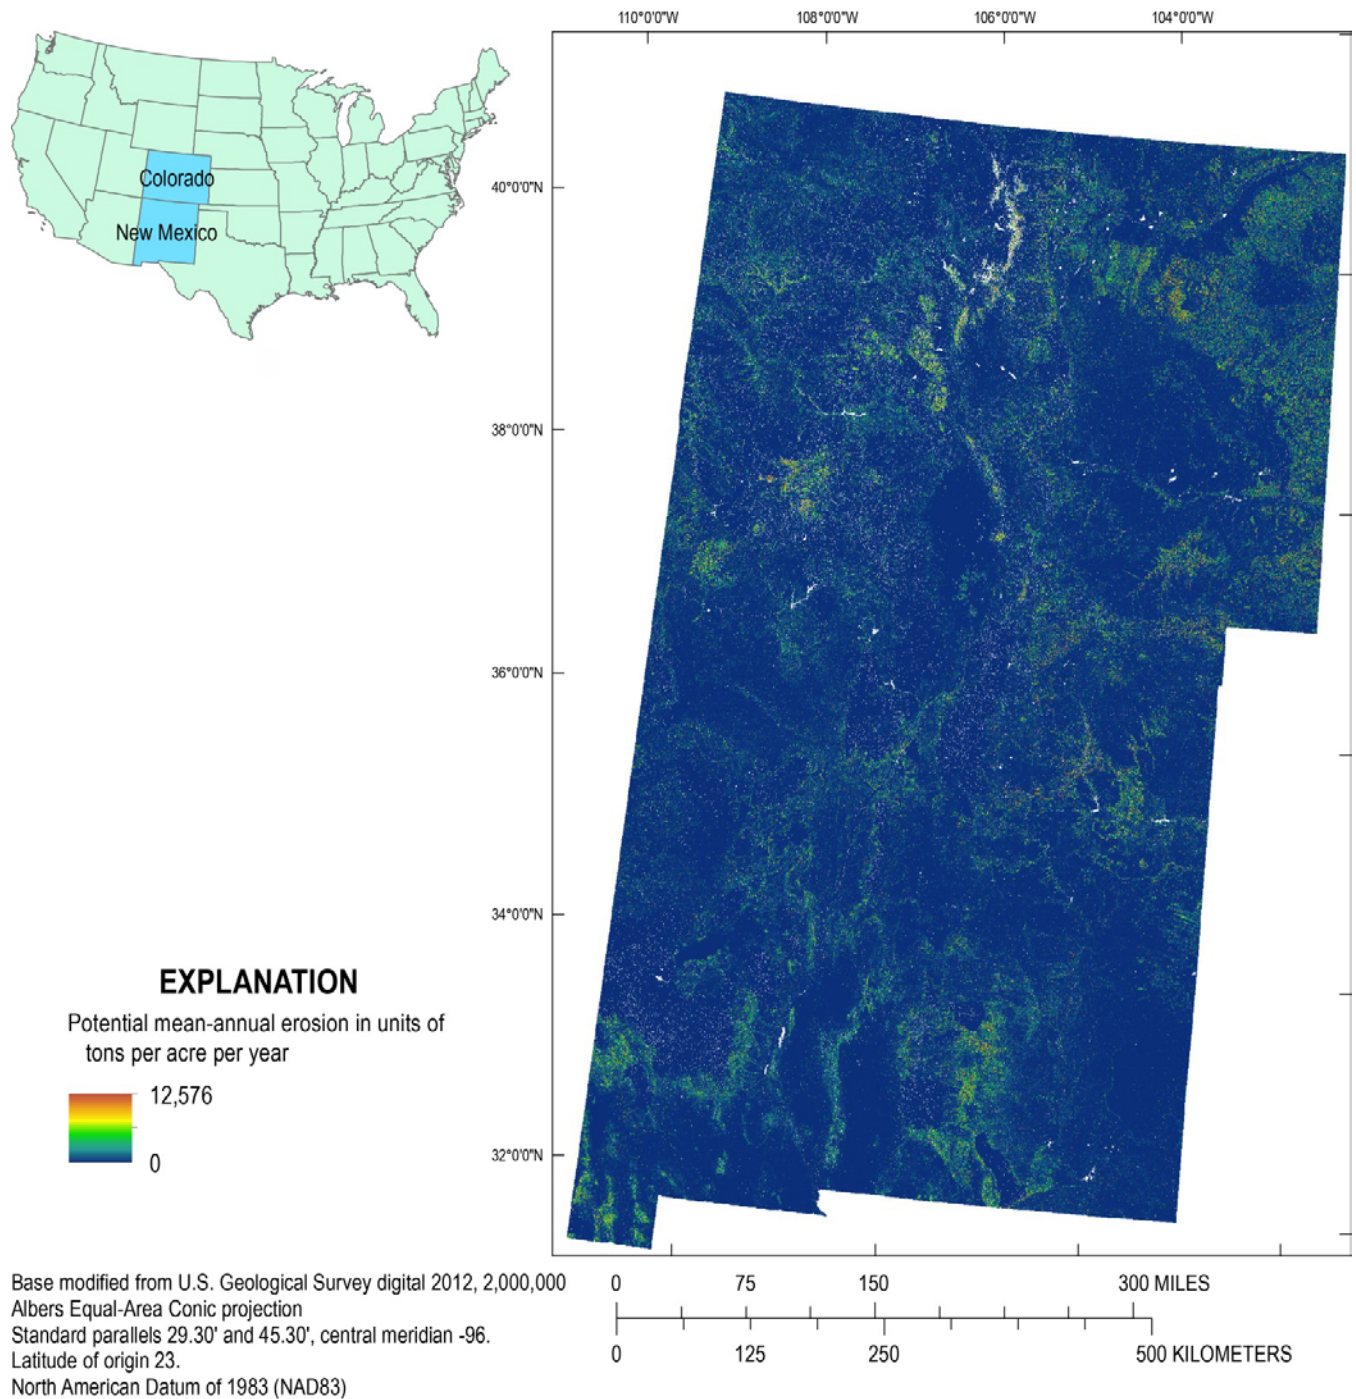 110°0'0"W
108°0'0"W
106°0'0"W
104°0'0"W
Colorado
New Mexico
40°0'0"N
38°0'0"N
36°0'0"N
34°0'0"N
32°0'0"N
EXPLANATION
Potential mean-annual erosion in units of
tons per acre per year
12,576
0
Base modified from U.S. Geological Survey digital 2012, 2,000,000
Albers Equal-Area Conic projection
Standard parallels 29.30' and 45.30', central meridian -96.
Latitude of origin 23.
North American Datum of 1983 (NAD83)
0 75 150 300 MILES
0 125 250 500 KILOMETERS